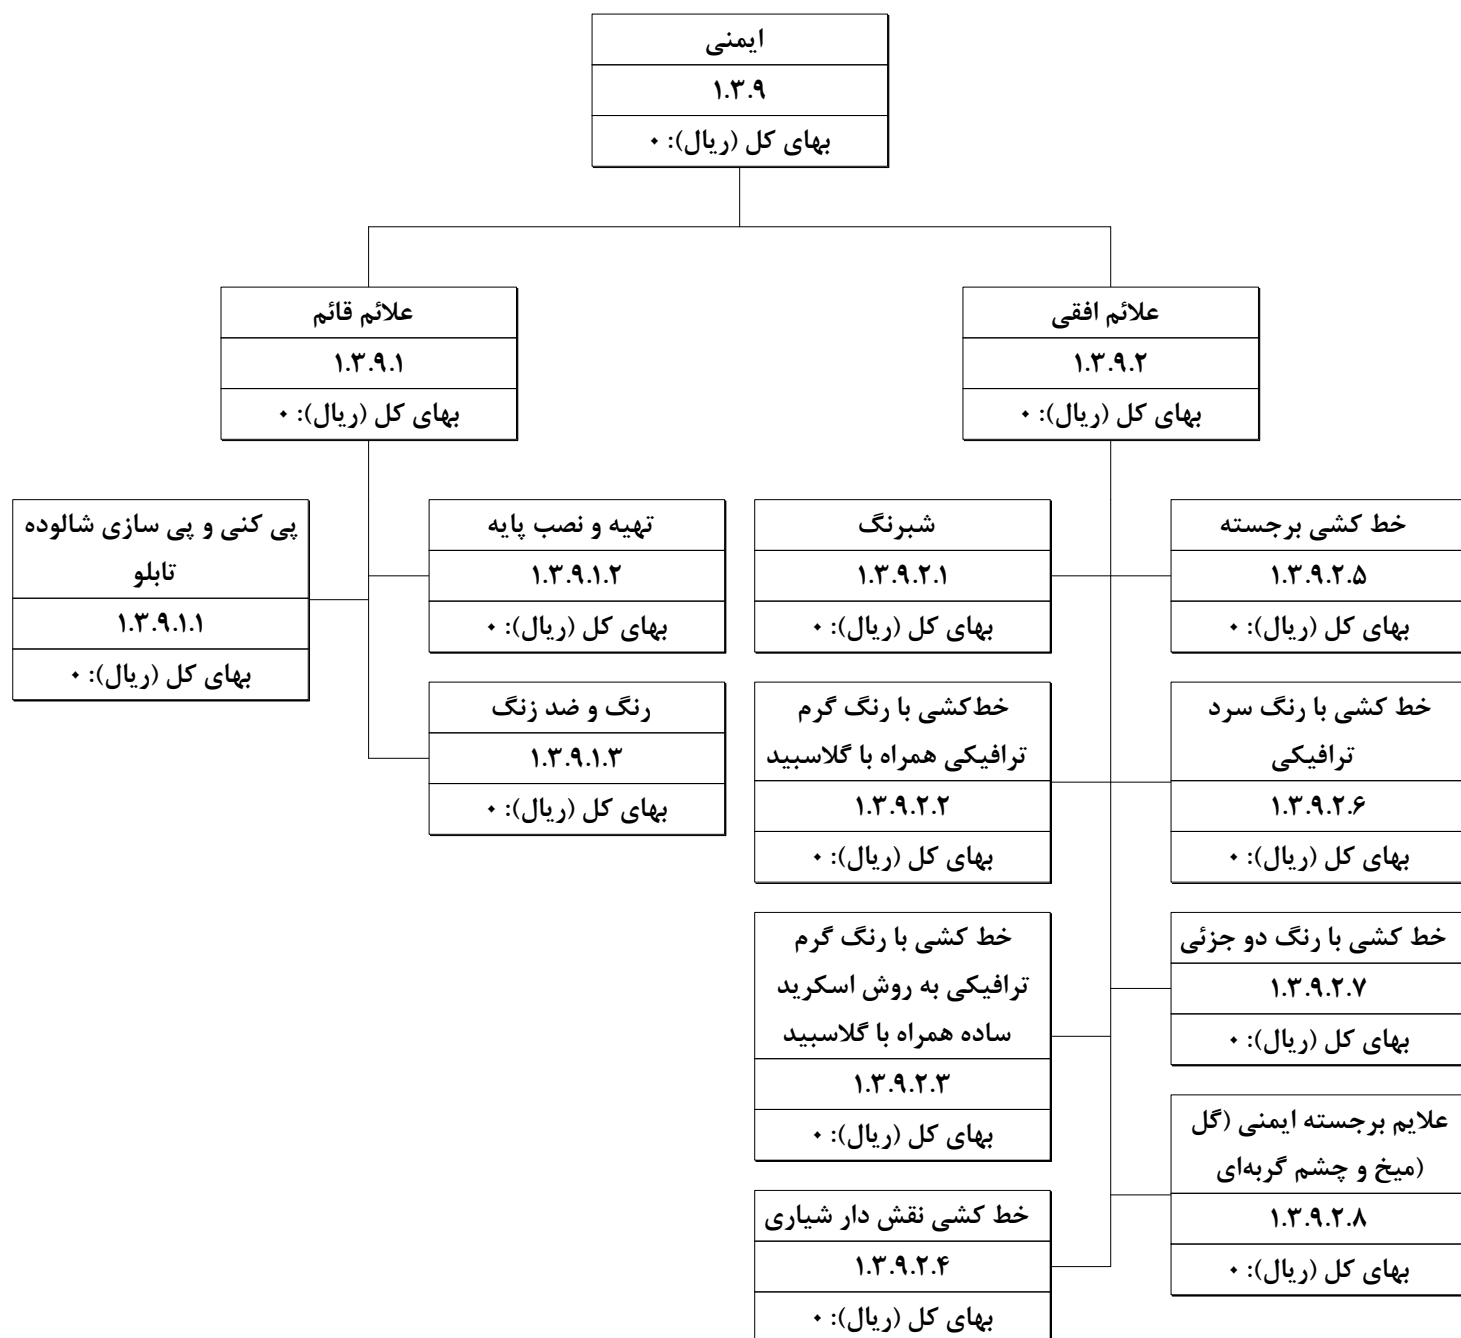 ایمنی
۱.۳.۹
بهای کل (ریال): ۰
علائم قائم
۱.۳.۹.۱
بهای کل (ریال): ۰
علائم افقی
۱.۳.۹.۲
بهای کل (ریال): ۰
پی کنی و پی سازی شالوده
تابلو
۱.۳.۹.۱.۱
بهای کل (ریال): ۰
تهیه و نصب پایه
۱.۳.۹.۱.۲
بهای کل (ریال): ۰
رنگ و ضد زنگ
۱.۳.۹.۱.۳
بهای کل (ریال): ۰
شبرنگ
۱.۳.۹.۲.۱
بهای کل (ریال): ۰
خط‌کشی با رنگ گرم
ترافیکی همراه با گلاسبید
۱.۳.۹.۲.۲
بهای کل (ریال): ۰
خط کشی با رنگ گرم
ترافیکی به روش اسکرید
ساده همراه با گلاسبید
۱.۳.۹.۲.۳
بهای کل (ریال): ۰
خط کشی نقش دار شیاری
۱.۳.۹.۲.۴
بهای کل (ریال): ۰
خط کشی برجسته
۱.۳.۹.۲.۵
بهای کل (ریال): ۰
خط کشی با رنگ سرد
ترافیکی
۱.۳.۹.۲.۶
بهای کل (ریال): ۰
خط کشی با رنگ دو جزئی
۱.۳.۹.۲.۷
بهای کل (ریال): ۰
علایم برجسته ایمنی (گل
میخ و چشم گربه‌ای)
۱.۳.۹.۲.۸
بهای کل (ریال): ۰